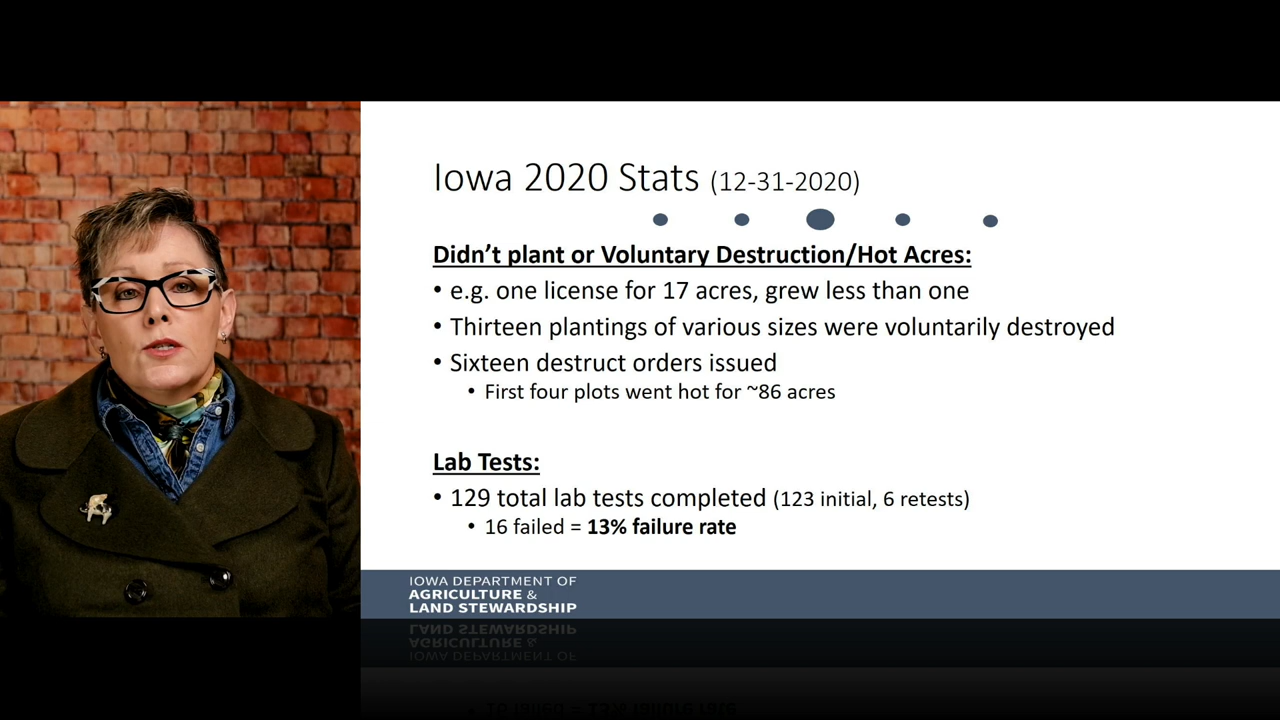 Iowa 2020 Stats (12-31-2020)
Didn’t plant or Voluntary Destruction/Hot Acres:
• e.g. one license for 17 acres, grew less than one
• Thirteen plantings of various sizes were voluntarily destroyed
• Sixteen destruct orders issued
• First four plots went hot for ~86 acres
Lab Tests:
• 129 total lab tests completed (123 initial, 6 retests)
• 16 failed = 13% failure rate
IOWA DEPARTMENT OF
AGRICULTURE &
LAND STEWARDSHIP